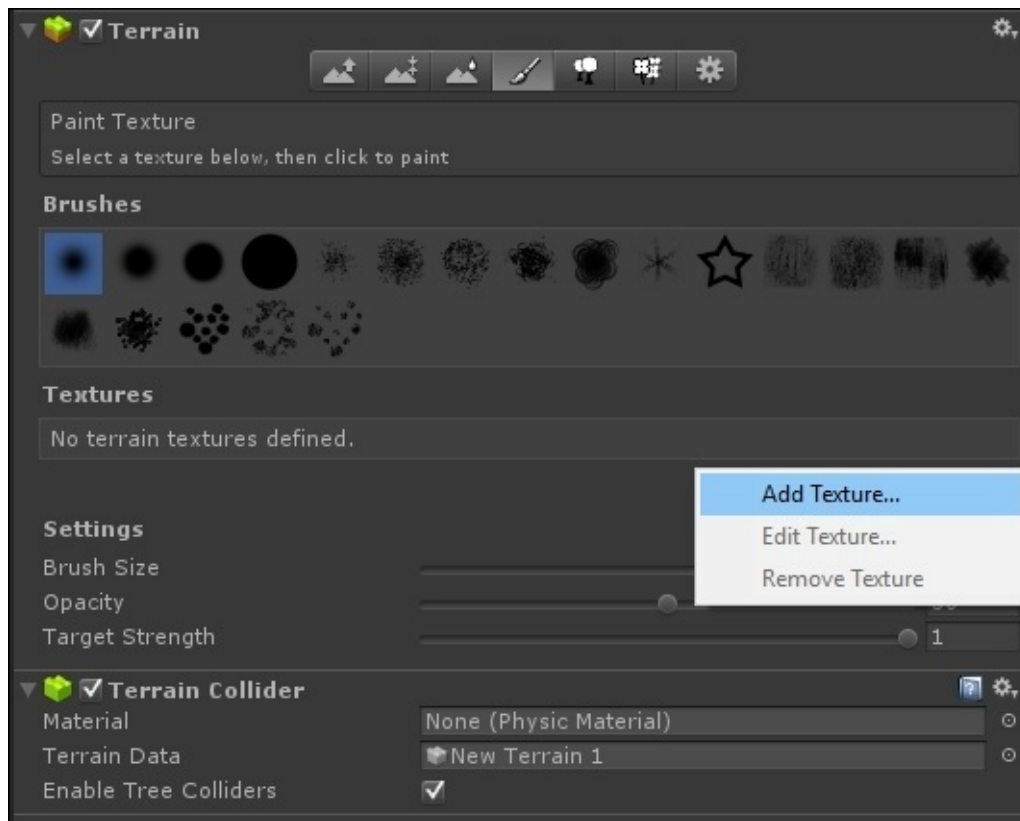 Terrain
Paint Texture
Select a texture below, then click to paint
Brushes
Textures
No terrain textures defined.
Add Texture...
Settings
Edit Texture...
Brush Size
Remove Texture
Opacity
Target Strength 1
Terrain Collider
Material None (Physic Material)
Terrain Data New Terrain 1
Enable Tree Colliders